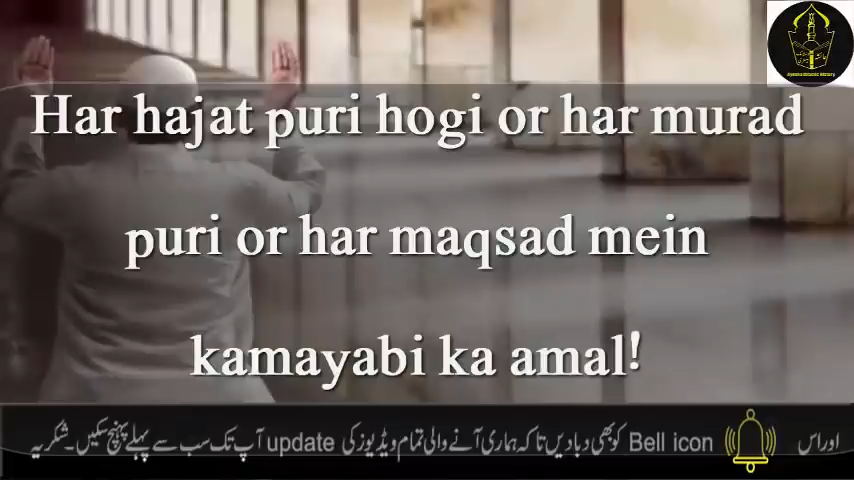 Har hajat puri hogi or har murad
puri or har maqsad mein
kamayabi ka amal!
اور اس Bell icon کو بھی دبا دیں تاکہ ہماری آنے والی تمام ویڈیوز کی update آپ تک سب سے پہلے پہنچ سکیں۔شکریہ